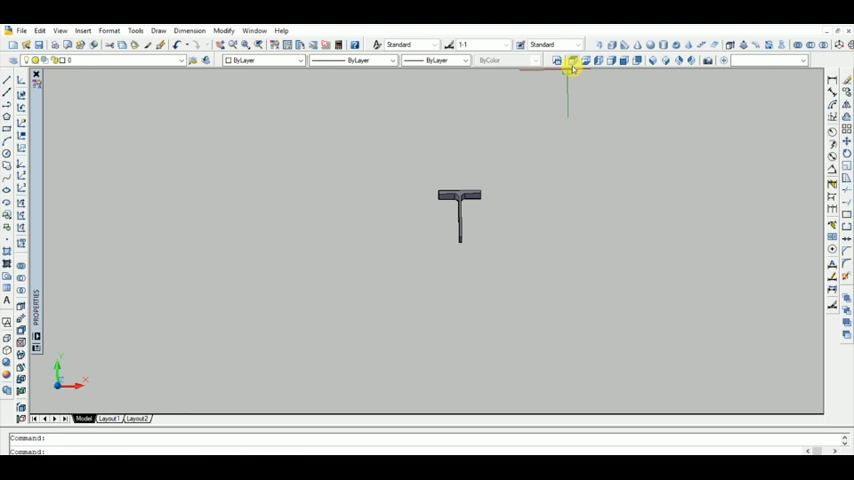 File Edit View Insert Format Tools Draw Dimension Modify Window Help
Standard 1-1 Standard
0 ByLayer ByLayer ByLayer ByColor
A
PROPERTIES
Y
X
Model Layout1 Layout2
Command:
Command: